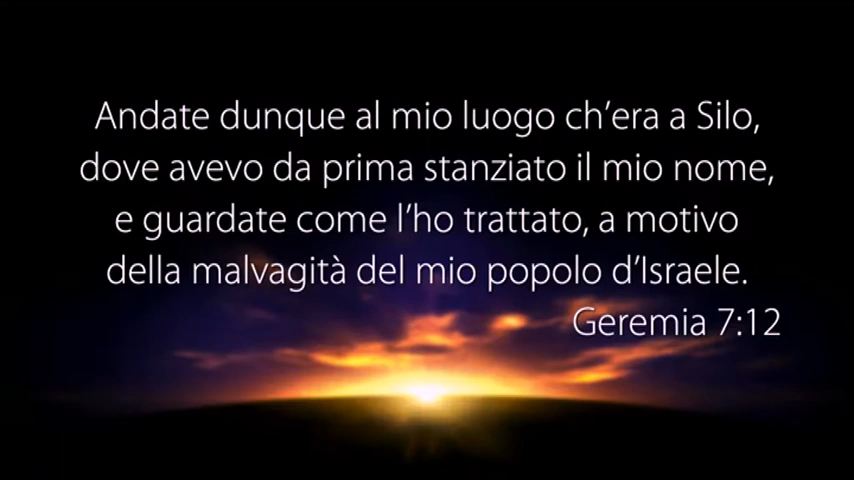 Andate dunque al mio luogo ch’era a Silo,
dove avevo da prima stanziato il mio nome,
e guardate come l’ho trattato, a motivo
della malvagità del mio popolo d’Israele.
Geremia 7:12